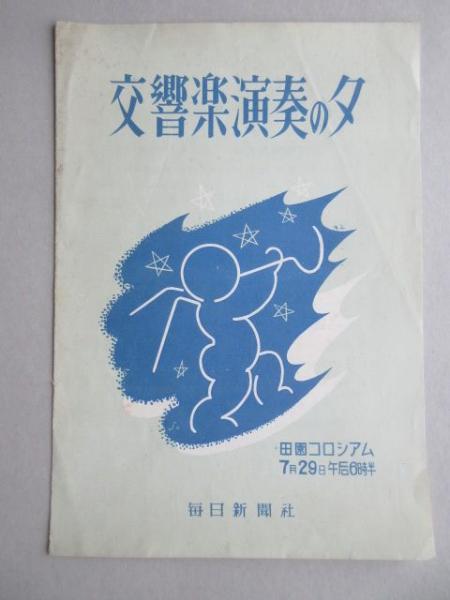 交響楽演奏の夕
田園コロシアム
7月29日午后6時半
毎日新聞社